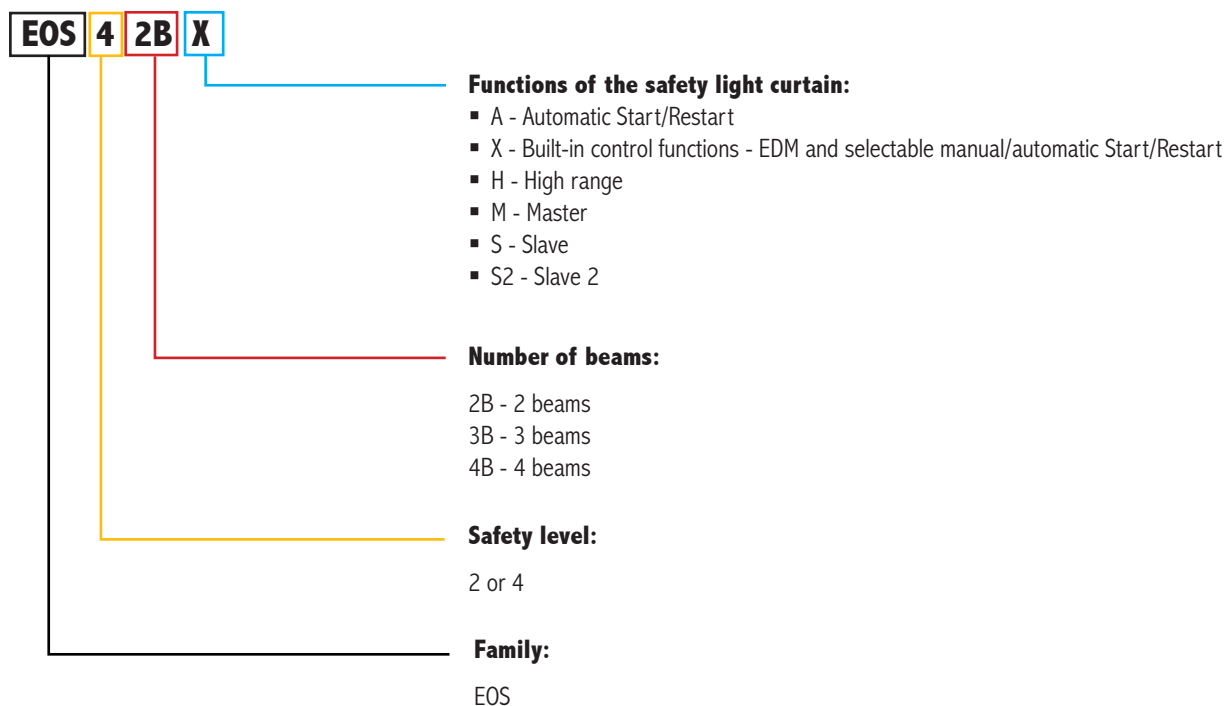 EOS 4 2B X
Functions of the safety light curtain:
▪ A - Automatic Start/Restart
▪ X - Built-in control functions - EDM and selectable manual/automatic Start/Restart
▪ H - High range
▪ M - Master
▪ S - Slave
▪ S2 - Slave 2
Number of beams:
2B - 2 beams
3B - 3 beams
4B - 4 beams
Safety level:
2 or 4
Family:
EOS